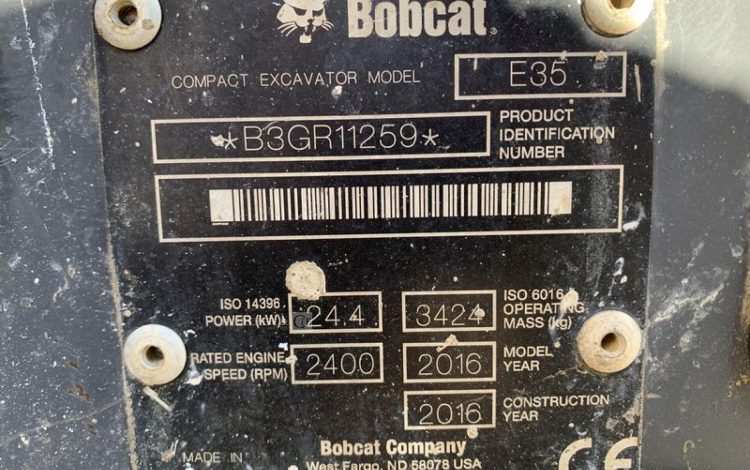 Bobcat
COMPACT EXCAVATOR MODEL E35
*B3GR11259* PRODUCT
IDENTIFICATION
NUMBER
ISO 14396
POWER (kW) 24.4
3424 ISO 6016
OPERATING
MASS (kg)
RATED ENGINE
SPEED (RPM) 2400
2016 MODEL
YEAR
2016 CONSTRUCTION
YEAR
MADE IN
Bobcat Company
West Fargo, ND 58078 USA
CE